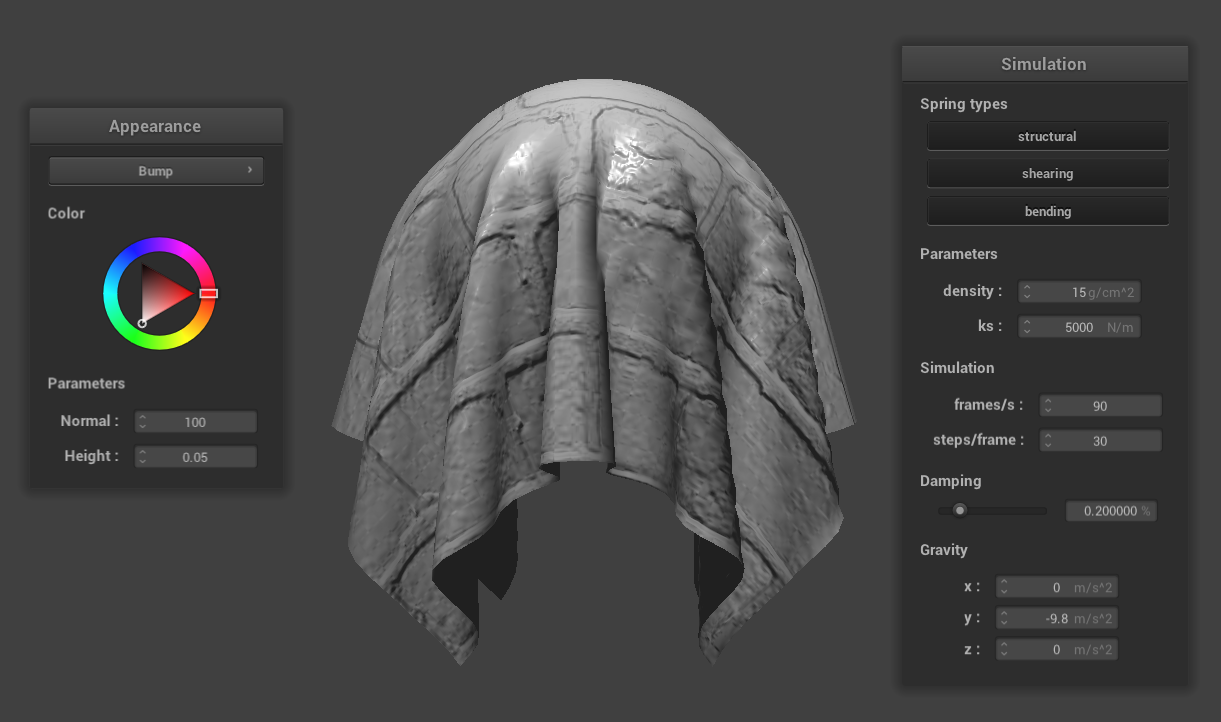 Appearance
Bump
Color
Parameters
Normal : 100
Height : 0.05
Simulation
Spring types
structural
shearing
bending
Parameters
density : 15 g/cm^2
ks : 5000 N/m
Simulation
frames/s : 90
steps/frame : 30
Damping
0.200000 %
Gravity
x : 0 m/s^2
y : -9.8 m/s^2
z : 0 m/s^2